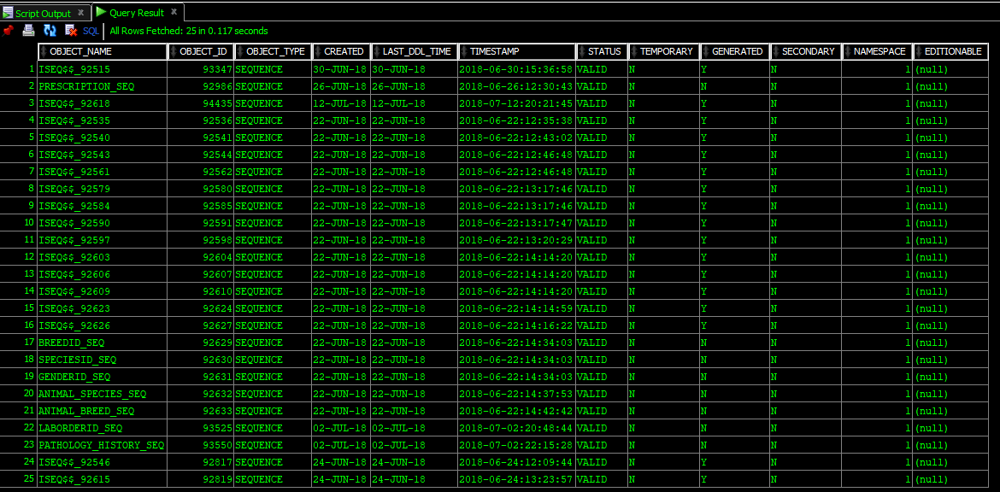 Script Output x Query Result x
SQL All Rows Fetched: 25 in 0.117 seconds
OBJECT_NAME OBJECT_ID OBJECT_TYPE CREATED LAST_DDL_TIME TIMESTAMP STATUS TEMPORARY GENERATED SECONDARY NAMESPACE EDITIONABLE
1 ISEQ$$_92515 93347 SEQUENCE 30-JUN-18 30-JUN-18 2018-06-30:15:36:58 VALID N Y N 1 (null)
2 PRESCRIPTION_SEQ 92986 SEQUENCE 26-JUN-18 26-JUN-18 2018-06-26:12:30:43 VALID N N N 1 (null)
3 ISEQ$$_92618 94435 SEQUENCE 12-JUL-18 12-JUL-18 2018-07-12:20:21:45 VALID N Y N 1 (null)
4 ISEQ$$_92535 92536 SEQUENCE 22-JUN-18 22-JUN-18 2018-06-22:12:35:38 VALID N Y N 1 (null)
5 ISEQ$$_92540 92541 SEQUENCE 22-JUN-18 22-JUN-18 2018-06-22:12:43:02 VALID N Y N 1 (null)
6 ISEQ$$_92543 92544 SEQUENCE 22-JUN-18 22-JUN-18 2018-06-22:12:46:48 VALID N Y N 1 (null)
7 ISEQ$$_92561 92562 SEQUENCE 22-JUN-18 22-JUN-18 2018-06-22:12:46:48 VALID N Y N 1 (null)
8 ISEQ$$_92579 92580 SEQUENCE 22-JUN-18 22-JUN-18 2018-06-22:13:17:46 VALID N Y N 1 (null)
9 ISEQ$$_92584 92585 SEQUENCE 22-JUN-18 22-JUN-18 2018-06-22:13:17:46 VALID N Y N 1 (null)
10 ISEQ$$_92590 92591 SEQUENCE 22-JUN-18 22-JUN-18 2018-06-22:13:17:47 VALID N Y N 1 (null)
11 ISEQ$$_92597 92598 SEQUENCE 22-JUN-18 22-JUN-18 2018-06-22:13:20:29 VALID N Y N 1 (null)
12 ISEQ$$_92603 92604 SEQUENCE 22-JUN-18 22-JUN-18 2018-06-22:14:14:20 VALID N Y N 1 (null)
13 ISEQ$$_92606 92607 SEQUENCE 22-JUN-18 22-JUN-18 2018-06-22:14:14:20 VALID N Y N 1 (null)
14 ISEQ$$_92609 92610 SEQUENCE 22-JUN-18 22-JUN-18 2018-06-22:14:14:20 VALID N Y N 1 (null)
15 ISEQ$$_92623 92624 SEQUENCE 22-JUN-18 22-JUN-18 2018-06-22:14:14:59 VALID N Y N 1 (null)
16 ISEQ$$_92626 92627 SEQUENCE 22-JUN-18 22-JUN-18 2018-06-22:14:16:22 VALID N Y N 1 (null)
17 BREEDID_SEQ 92629 SEQUENCE 22-JUN-18 22-JUN-18 2018-06-22:14:34:03 VALID N N N 1 (null)
18 SPECIESID_SEQ 92630 SEQUENCE 22-JUN-18 22-JUN-18 2018-06-22:14:34:03 VALID N N N 1 (null)
19 GENDERID_SEQ 92631 SEQUENCE 22-JUN-18 22-JUN-18 2018-06-22:14:34:03 VALID N N N 1 (null)
20 ANIMAL_SPECIES_SEQ 92632 SEQUENCE 22-JUN-18 22-JUN-18 2018-06-22:14:37:53 VALID N N N 1 (null)
21 ANIMAL_BREED_SEQ 92633 SEQUENCE 22-JUN-18 22-JUN-18 2018-06-22:14:42:42 VALID N N N 1 (null)
22 LABORDERID_SEQ 93525 SEQUENCE 02-JUL-18 02-JUL-18 2018-07-02:20:48:44 VALID N N N 1 (null)
23 PATHOLOGY_HISTORY_SEQ 93550 SEQUENCE 02-JUL-18 02-JUL-18 2018-07-02:22:15:28 VALID N N N 1 (null)
24 ISEQ$$_92546 92817 SEQUENCE 24-JUN-18 24-JUN-18 2018-06-24:12:09:44 VALID N Y N 1 (null)
25 ISEQ$$_92615 92819 SEQUENCE 24-JUN-18 24-JUN-18 2018-06-24:13:23:57 VALID N Y N 1 (null)